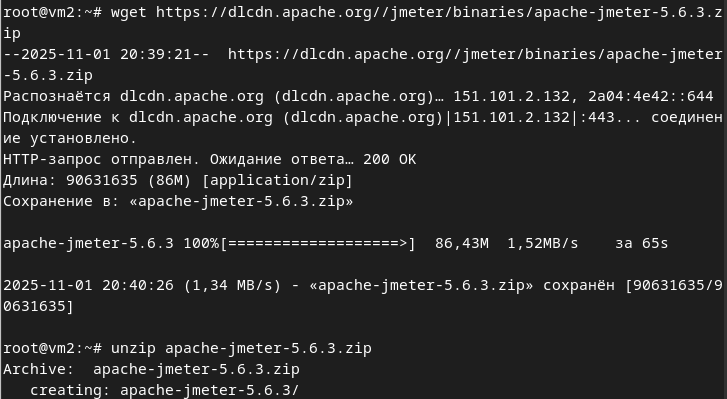 root@vm2:~# wget https://dlcdn.apache.org//jmeter/binaries/apache-jmeter-5.6.3.z
ip
--2025-11-01 20:39:21--  https://dlcdn.apache.org//jmeter/binaries/apache-jmeter
-5.6.3.zip
Распознаётся dlcdn.apache.org (dlcdn.apache.org)… 151.101.2.132, 2a04:4e42::644
Подключение к dlcdn.apache.org (dlcdn.apache.org)|151.101.2.132|:443... соединен
ие установлено.
HTTP-запрос отправлен. Ожидание ответа… 200 OK
Длина: 90631635 (86M) [application/zip]
Сохранение в: «apache-jmeter-5.6.3.zip»
apache-jmeter-5.6.3 100%[===================>]  86,43M  1,52MB/s    за 65s
2025-11-01 20:40:26 (1,34 MB/s) - «apache-jmeter-5.6.3.zip» сохранён [90631635/9
0631635]
root@vm2:~# unzip apache-jmeter-5.6.3.zip
Archive:  apache-jmeter-5.6.3.zip
   creating: apache-jmeter-5.6.3/